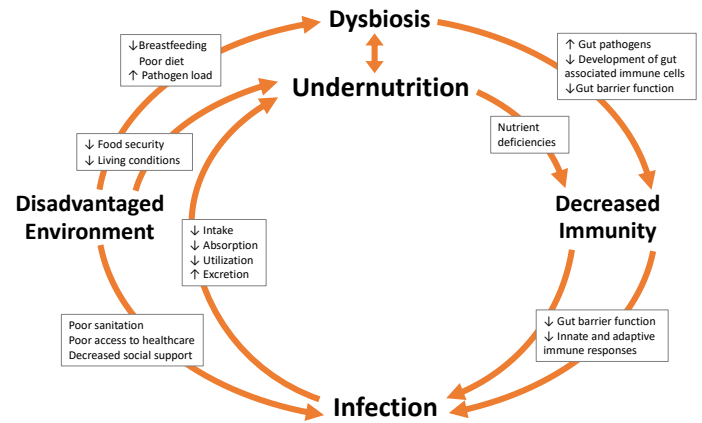 Dysbiosis
↓Breastfeeding
Poor diet
↑ Pathogen load
↑ Gut pathogens
↓ Development of gut
associated immune cells
↓Gut barrier function
Undernutrition
Nutrient
deficiencies
↓ Food security
↓ Living conditions
Disadvantaged
Environment
Decreased
Immunity
↓ Intake
↓ Absorption
↓ Utilization
↑ Excretion
Poor sanitation
Poor access to healthcare
Decreased social support
↓ Gut barrier function
↓ Innate and adaptive
immune responses
Infection